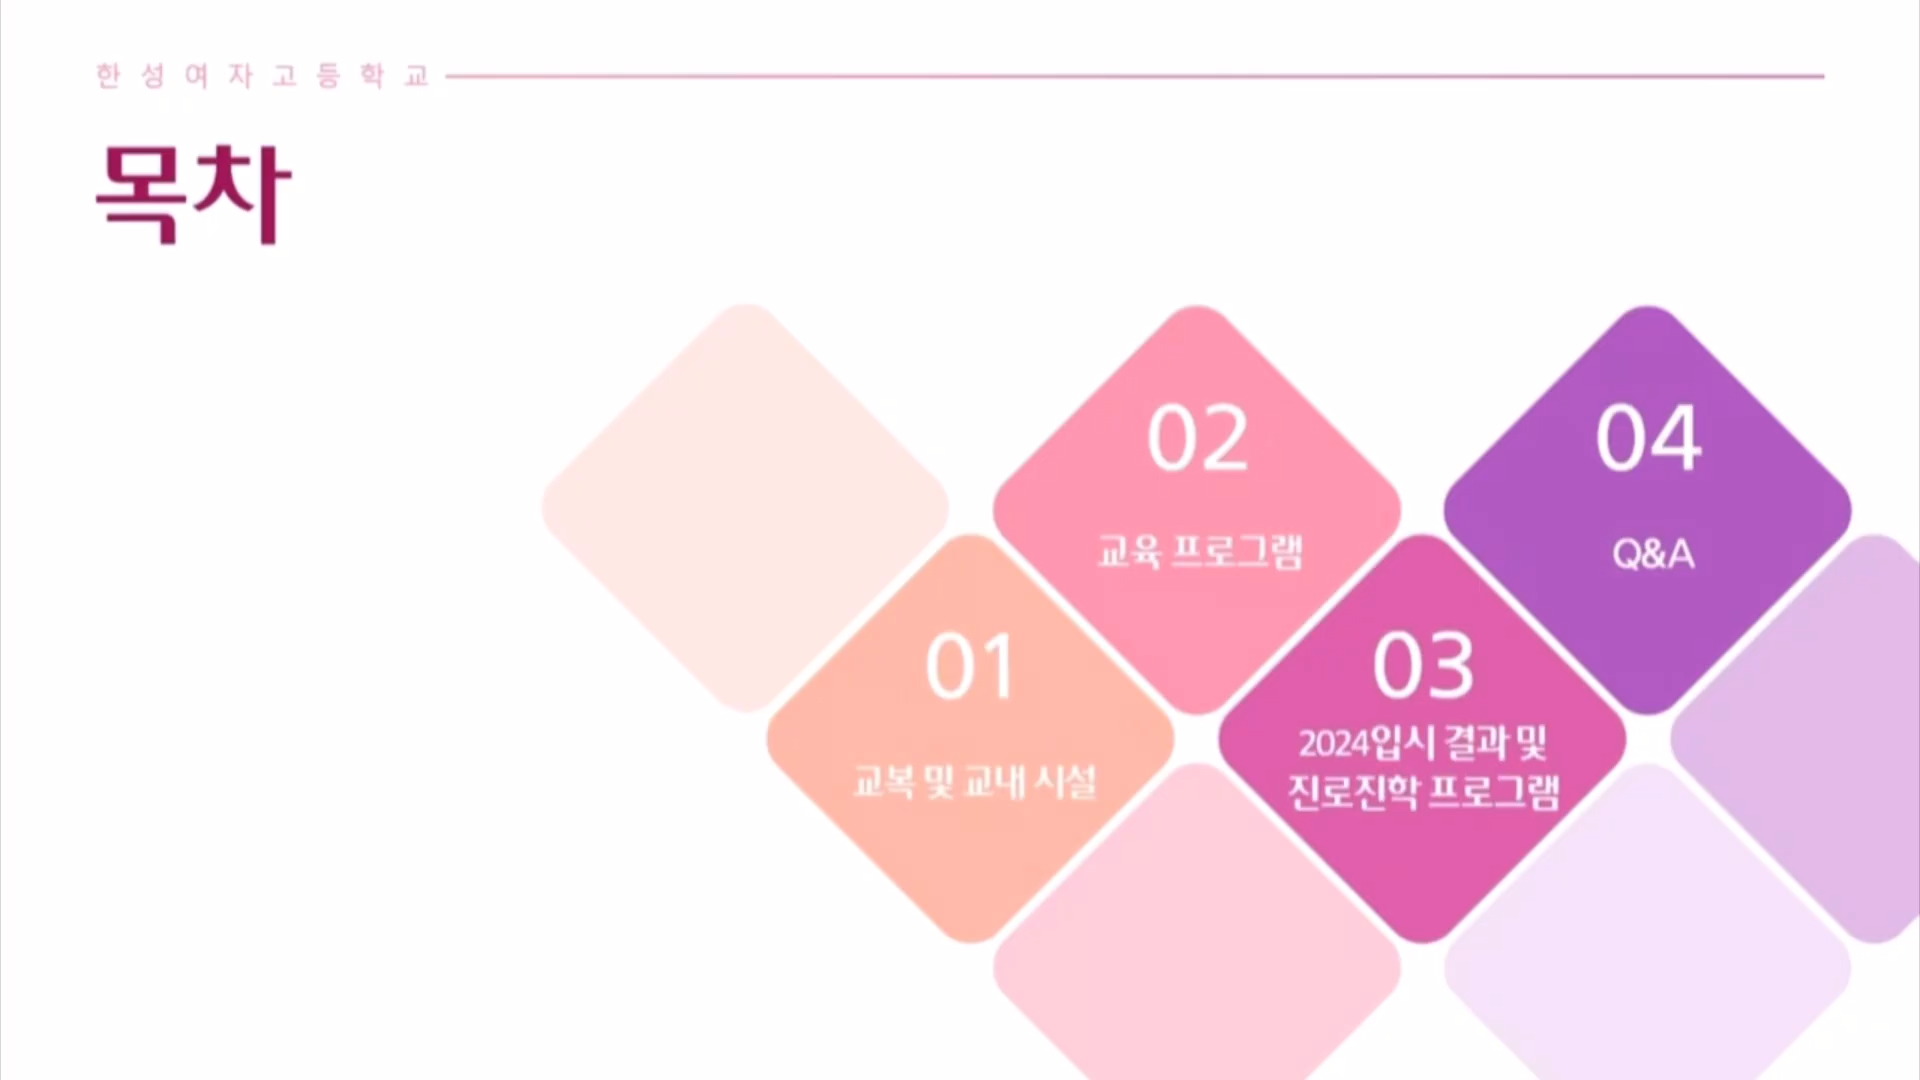 한성여자고등학교
목차
01
교복 및 교내 시설
02
교육 프로그램
03
2024입시 결과 및
진로진학 프로그램
04
Q&A